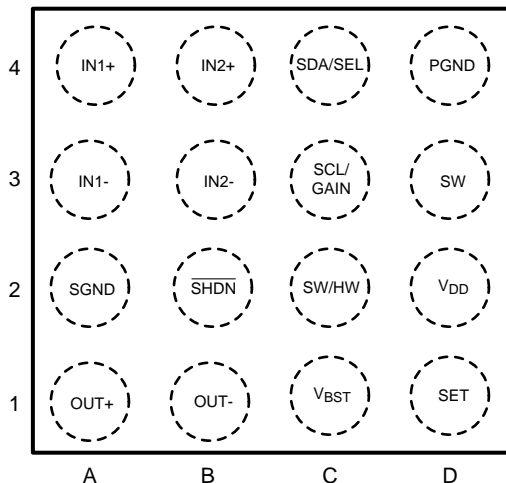 4 IN1+ IN2+ SDA/SEL PGND
3 IN1- IN2- SCL/
GAIN SW
2 SGND SHDN SW/HW VDD
1 OUT+ OUT- VBST SET
A B C D